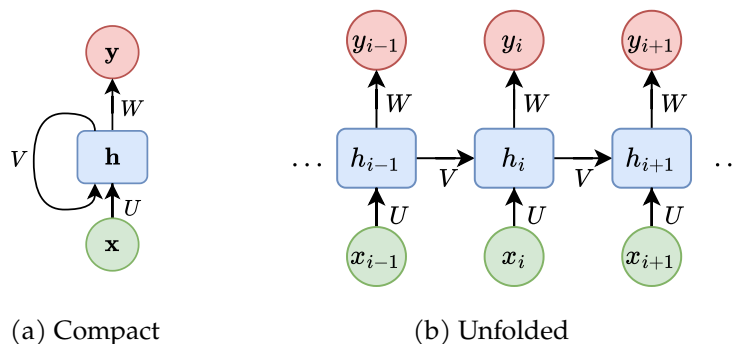 y
W
V
h
U
x
(a) Compact
y_{i−1} y_i y_{i+1}
W W W
... h_{i−1} h_i h_{i+1} ..
V V
U U U
x_{i−1} x_i x_{i+1}
(b) Unfolded